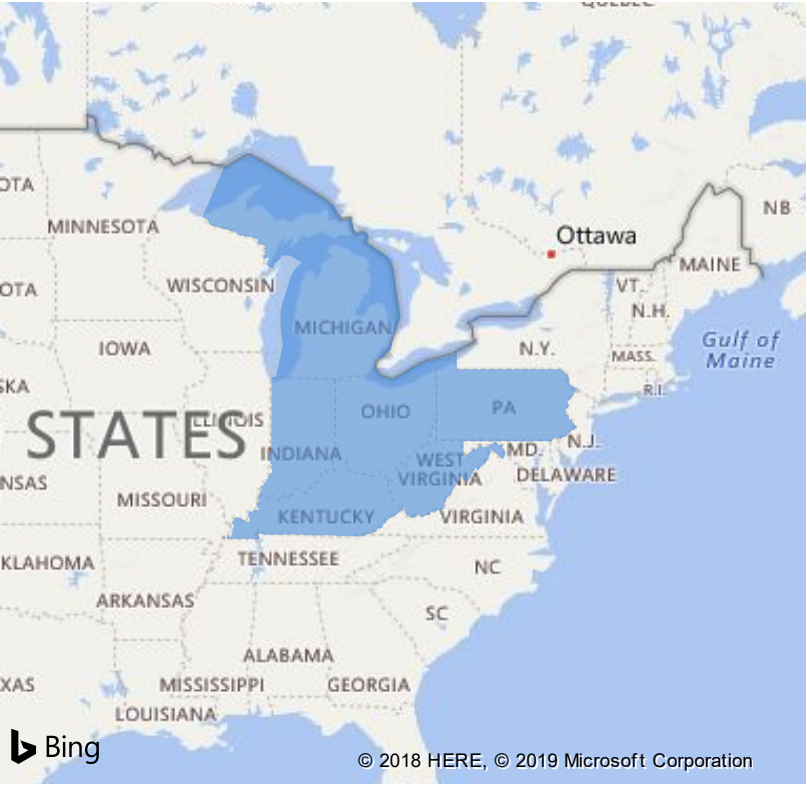 QUEBEC
OTA
MINNESOTA
Ottawa
NB
MAINE
WISCONSIN
VT.
OTA
N.H.
MICHIGAN
Gulf of
Maine
IOWA
N.Y.
MASS.
SKA
R.I.
PA
OHIO
STATES
ILLINOIS
N.J.
INDIANA
MD.
WEST
VIRGINIA
DELAWARE
NSAS
MISSOURI
KENTUCKY
VIRGINIA
KLAHOMA
TENNESSEE
NC
ARKANSAS
SC
ALABAMA
XAS
MISSISSIPPI
GEORGIA
LOUISIANA
Bing
© 2018 HERE, © 2019 Microsoft Corporation